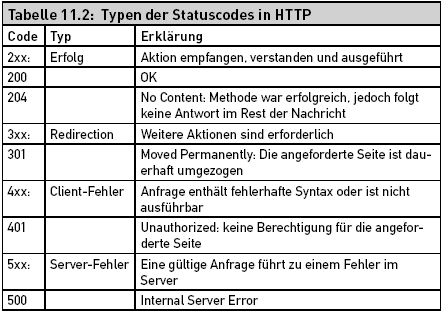 Tabelle 11.2: Typen der Statuscodes in HTTP
Code Typ Erklärung
2xx: Erfolg Aktion empfangen, verstanden und ausgeführt
200 OK
204 No Content: Methode war erfolgreich, jedoch folgt
keine Antwort im Rest der Nachricht
3xx: Redirection Weitere Aktionen sind erforderlich
301 Moved Permanently: Die angeforderte Seite ist dau-
erhaft umgezogen
4xx: Client-Fehler Anfrage enthält fehlerhafte Syntax oder ist nicht
ausführbar
401 Unauthorized: keine Berechtigung für die angefor-
derte Seite
5xx: Server-Fehler Eine gültige Anfrage führt zu einem Fehler im
Server
500 Internal Server Error